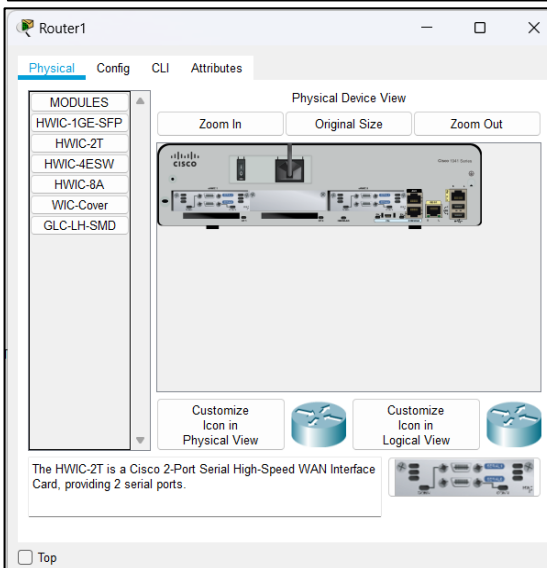 Router1
Physical Config CLI Attributes
MODULES
HWIC-1GE-SFP
HWIC-2T
HWIC-4ESW
HWIC-8A
WIC-Cover
GLC-LH-SMD
Physical Device View
Zoom In Original Size Zoom Out
CISCO
Customize
Icon in
Physical View
Customize
Icon in
Logical View
The HWIC-2T is a Cisco 2-Port Serial High-Speed WAN Interface
Card, providing 2 serial ports.
Top